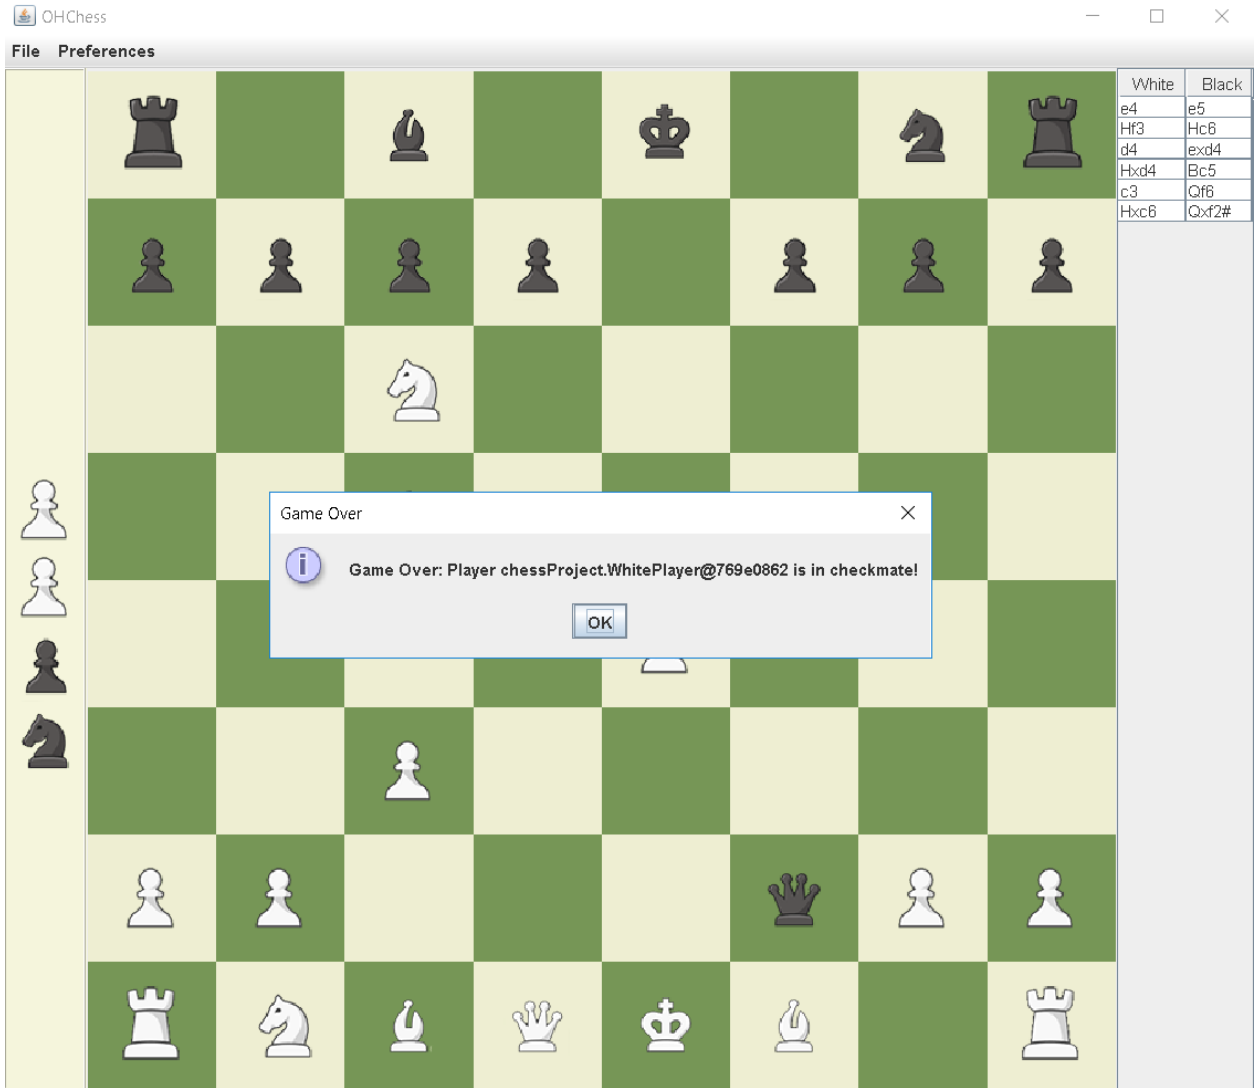 OHChess
File Preferences
White Black
e4 e5
Hf3 Hc6
d4 exd4
Hxd4 Bc5
c3 Qf6
Hxc6 Qxf2#
Game Over
Game Over: Player chessProject.WhitePlayer@769e0862 is in checkmate!
OK